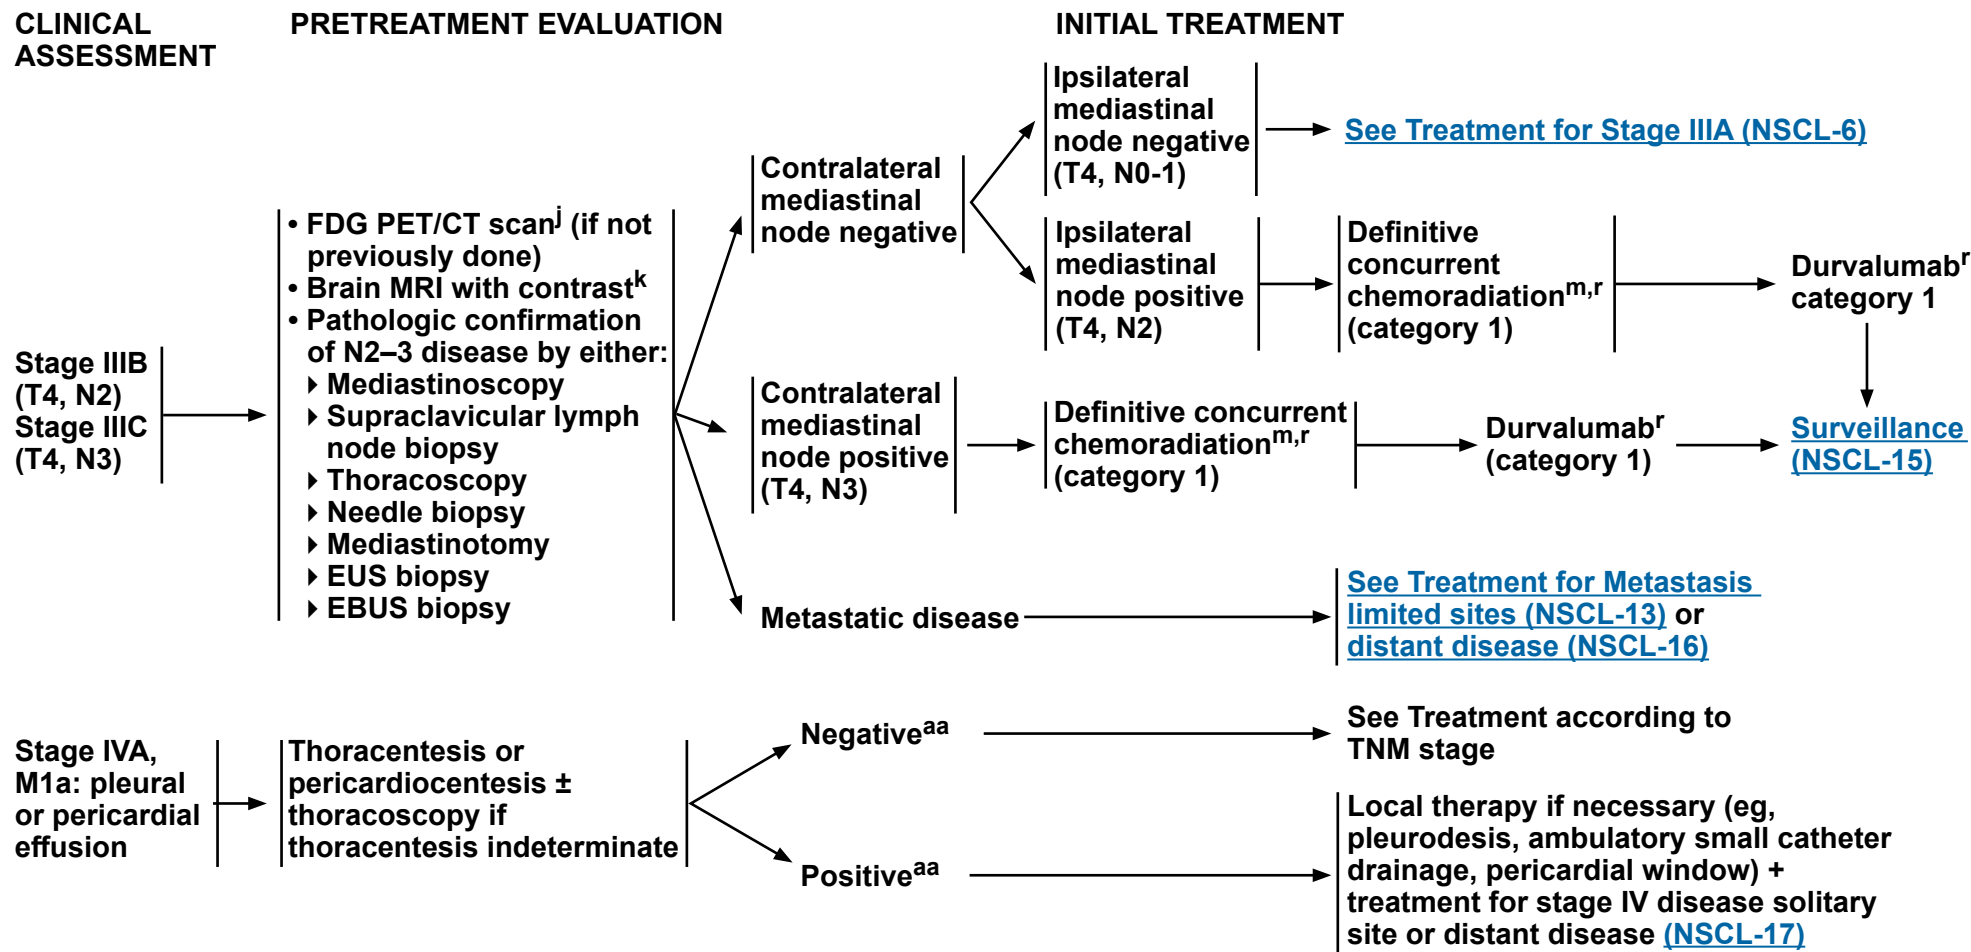 CLINICAL
ASSESSMENT
PRETREATMENT EVALUATION
INITIAL TREATMENT
Stage IIIB
(T4, N2)
Stage IIIC
(T4, N3)
• FDG PET/CT scanj (if not
previously done)
• Brain MRI with contrastk
• Pathologic confirmation
of N2–3 disease by either:
▸ Mediastinoscopy
▸ Supraclavicular lymph
node biopsy
▸ Thoracoscopy
▸ Needle biopsy
▸ Mediastinotomy
▸ EUS biopsy
▸ EBUS biopsy
Contralateral
mediastinal
node negative
Ipsilateral
mediastinal
node negative
(T4, N0-1)
See Treatment for Stage IIIA (NSCL-6)
Ipsilateral
mediastinal
node positive
(T4, N2)
Definitive
concurrent
chemoradiationm,r
(category 1)
Durvalumabr
category 1
Contralateral
mediastinal
node positive
(T4, N3)
Definitive concurrent
chemoradiationm,r
(category 1)
Durvalumabr
(category 1)
Surveillance
(NSCL-15)
Metastatic disease
See Treatment for Metastasis
limited sites (NSCL-13) or
distant disease (NSCL-16)
Stage IVA,
M1a: pleural
or pericardial
effusion
Thoracentesis or
pericardiocentesis ±
thoracoscopy if
thoracentesis indeterminate
Negativeaa
See Treatment according to
TNM stage
Positiveaa
Local therapy if necessary (eg,
pleurodesis, ambulatory small catheter
drainage, pericardial window) +
treatment for stage IV disease solitary
site or distant disease (NSCL-17)